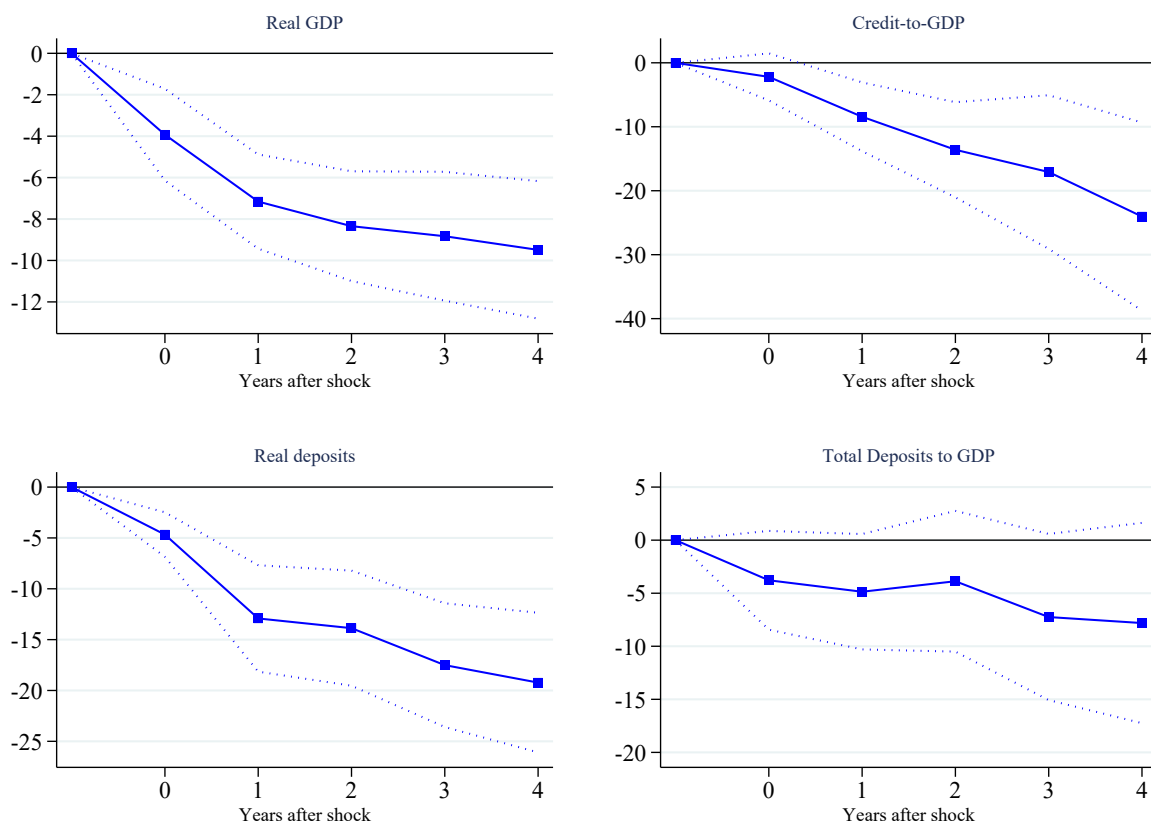 Real GDP
0
-2
-4
-6
-8
-10
-12
0 1 2 3 4
Years after shock
Credit-to-GDP
0
-10
-20
-30
-40
0 1 2 3 4
Years after shock
Real deposits
0
-5
-10
-15
-20
-25
0 1 2 3 4
Years after shock
Total Deposits to GDP
5
0
-5
-10
-15
-20
0 1 2 3 4
Years after shock